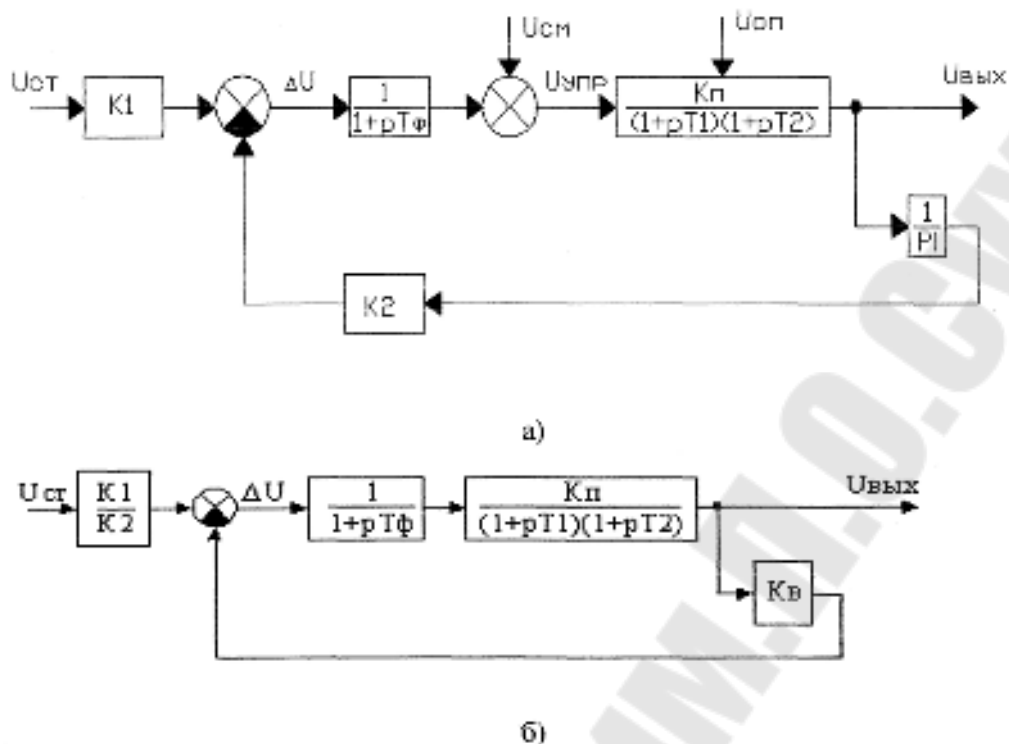 Uсм Uоп
Uст K1 ΔU 1/(1+pTф) Uупр Kп/((1+pT1)(1+pT2)) Uвых
1/PI
K2
а)
Uст K1/K2 ΔU 1/(1+pTф) Kп/((1+pT1)(1+pT2)) Uвых
Kв
б)